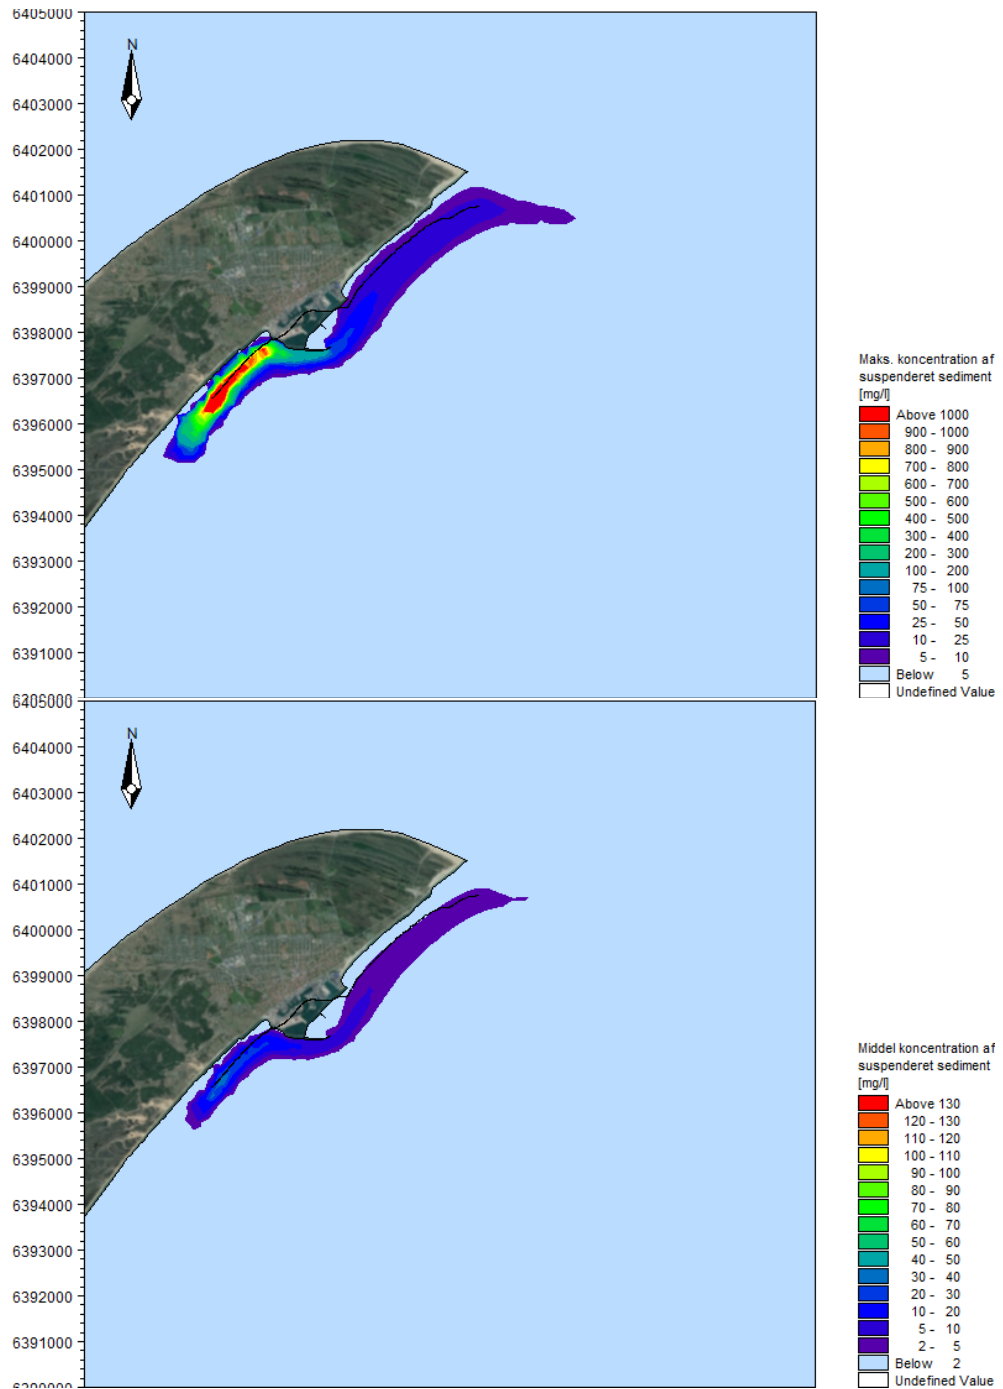 6405000
N
6404000
6403000
6402000
6401000
6400000
6399000
6398000
6397000
6396000
6395000
6394000
6393000
6392000
6391000
Maks. koncentration af
suspenderet sediment
[mg/l]
Above 1000
900 - 1000
800 - 900
700 - 800
600 - 700
500 - 600
400 - 500
300 - 400
200 - 300
100 - 200
75 - 100
50 - 75
25 - 50
10 - 25
5 - 10
Below 5
Undefined Value
6405000
N
6404000
6403000
6402000
6401000
6400000
6399000
6398000
6397000
6396000
6395000
6394000
6393000
6392000
6391000
Middel koncentration af
suspenderet sediment
[mg/l]
Above 130
120 - 130
110 - 120
100 - 110
90 - 100
80 - 90
70 - 80
60 - 70
50 - 60
40 - 50
30 - 40
20 - 30
10 - 20
5 - 10
2 - 5
Below 2
Undefined Value